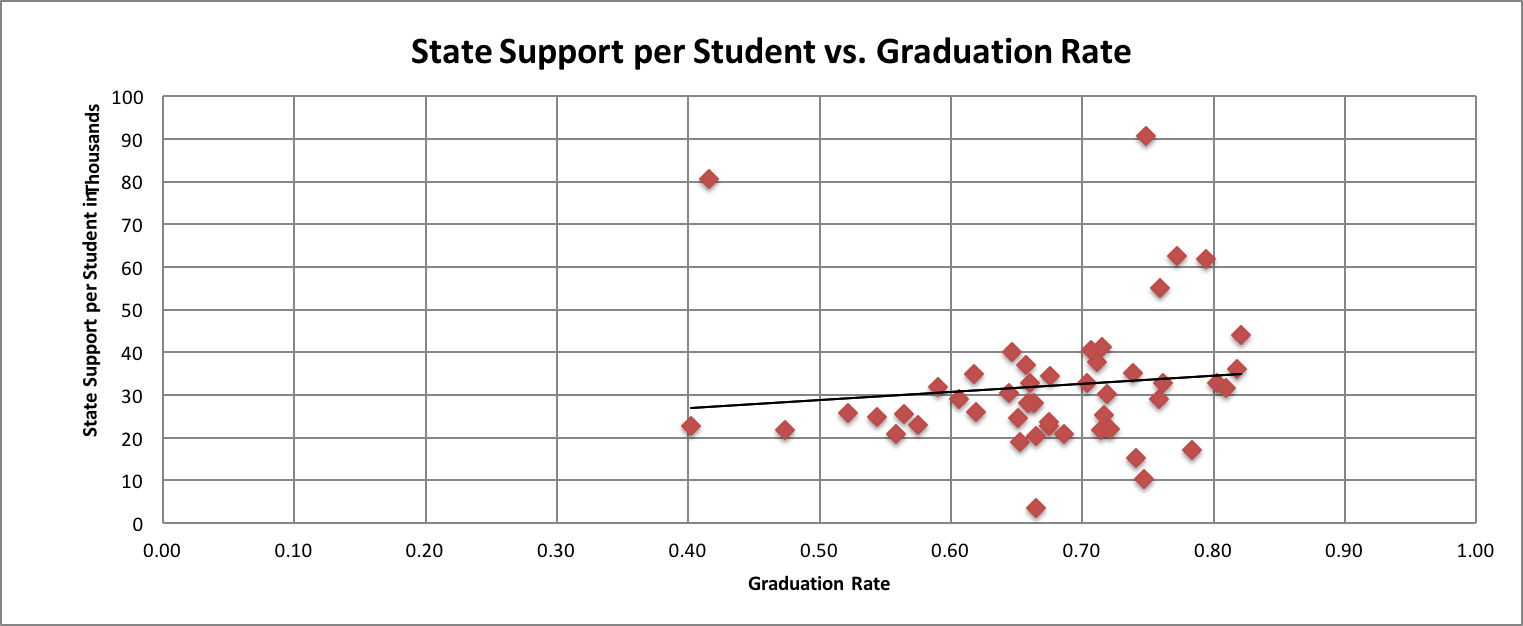 State Support per Student vs. Graduation Rate
State Support per Student in Thousands
100
90
80
70
60
50
40
30
20
10
0
0.00 0.10 0.20 0.30 0.40 0.50 0.60 0.70 0.80 0.90 1.00
Graduation Rate